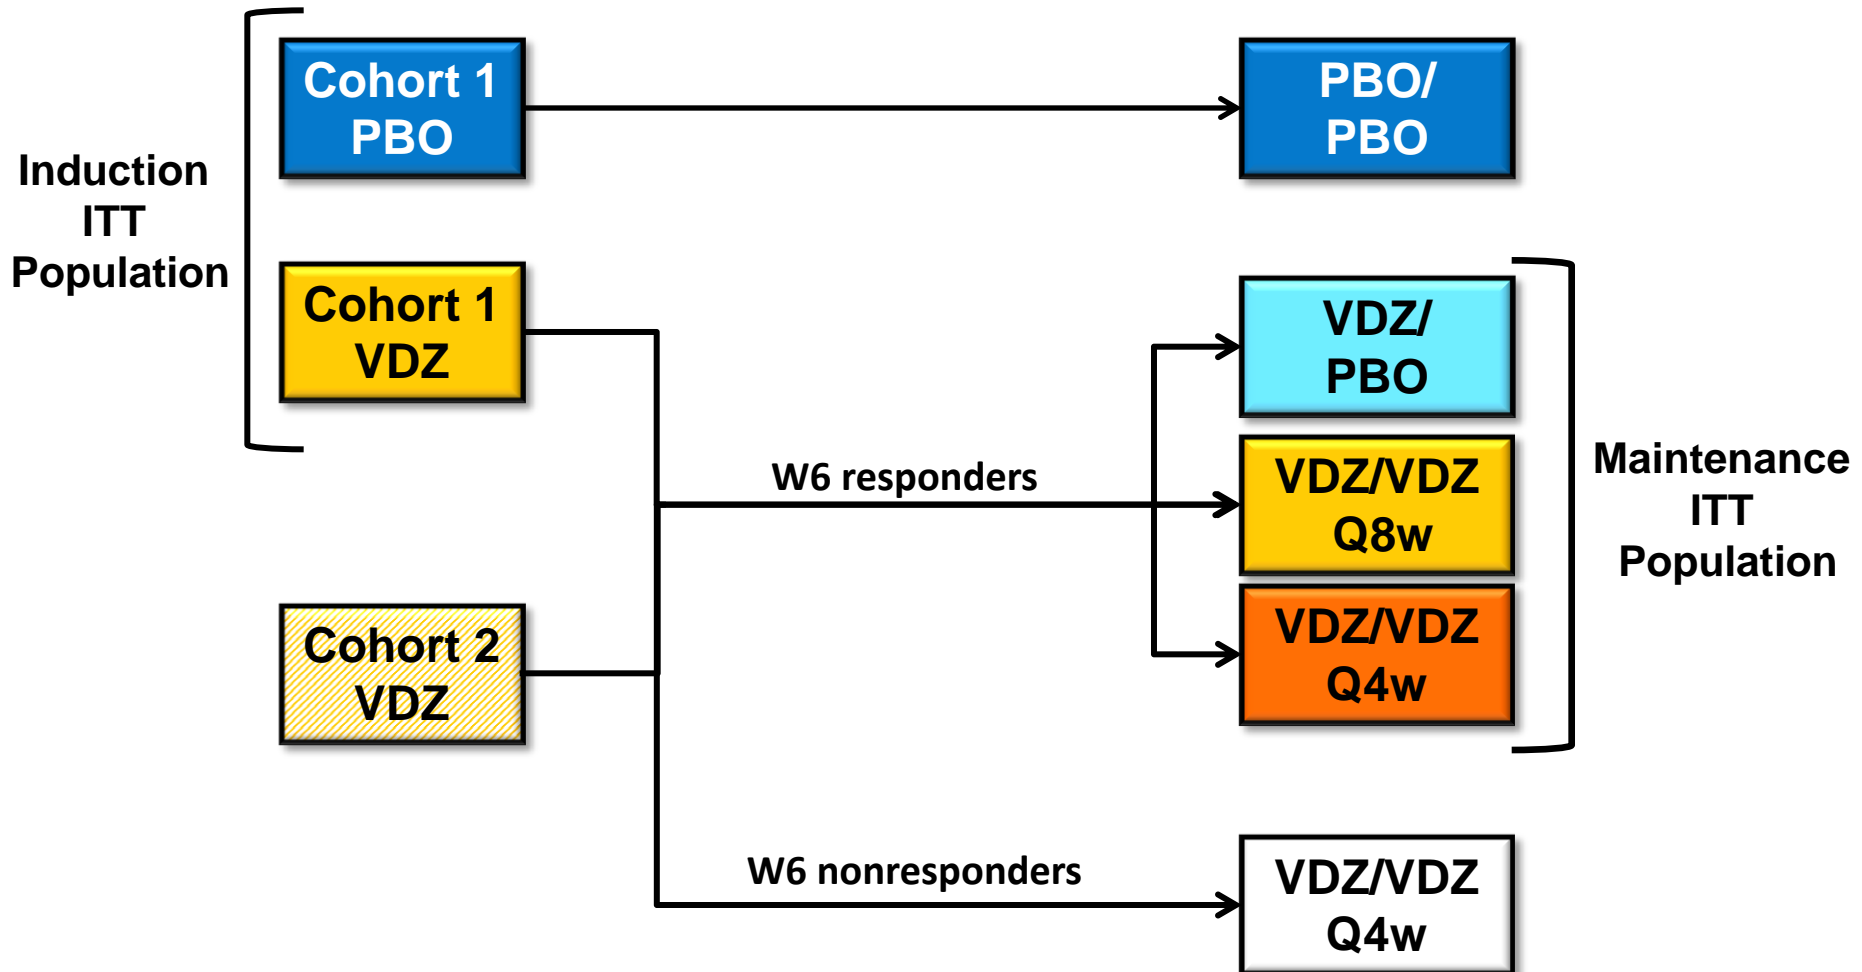 Induction
ITT
Population
Cohort 1
PBO
PBO/
PBO
Cohort 1
VDZ
VDZ/
PBO
W6 responders
VDZ/VDZ
Q8w
Maintenance
ITT
Population
Cohort 2
VDZ
VDZ/VDZ
Q4w
W6 nonresponders
VDZ/VDZ
Q4w